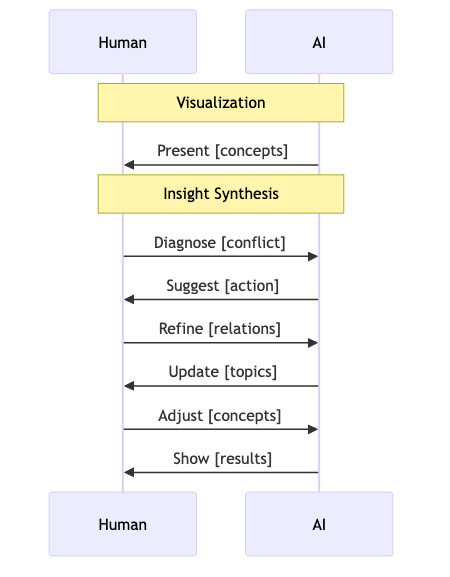 Human AI
Visualization
Present [concepts]
Insight Synthesis
Diagnose [conflict]
Suggest [action]
Refine [relations]
Update [topics]
Adjust [concepts]
Show [results]
Human AI